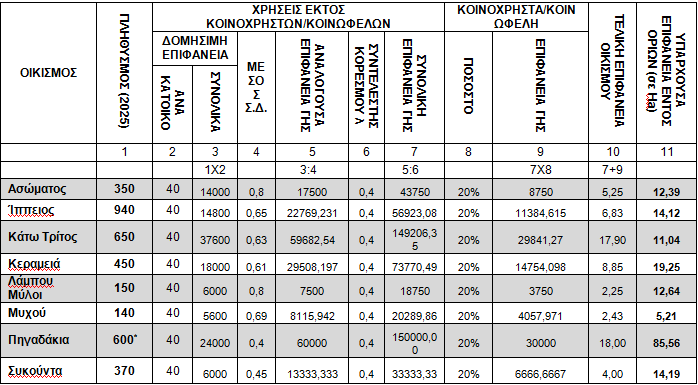 ΟΙΚΙΣΜΟΣ ΠΛΗΘΥΣΜΟΣ (2025) ΧΡΗΣΕΙΣ ΕΚΤΟΣ ΚΟΙΝΟΧΡΗΣΤΩΝ/ΚΟΙΝΩΦΕΛΩΝ ΚΟΙΝΟΧΡΗΣΤΑ/ΚΟΙΝ ΩΦΕΛΗ ΤΕΛΙΚΗ ΕΠΙΦΑΝΕΙΑ ΟΙΚΙΣΜΟΥ ΥΠΑΡΧΟΥΣΑ ΕΠΙΦΑΝΕΙΑ ΕΝΤΟΣ ΟΡΙΩΝ (σε Ha)
ΔΟΜΗΣΙΜΗ ΕΠΙΦΑΝΕΙΑ ΜΕ ΣΟ Σ Σ.Δ. ΑΝΑΛΟΓΟΥΣΑ ΕΠΙΦΑΝΕΙΑ ΓΗΣ ΣΥΝΤΕΛΕΣΤΗΣ ΚΟΡΕΣΜΟΥ Λ ΣΥΝΟΛΙΚΗ ΕΠΙΦΑΝΕΙΑ ΓΗΣ ΠΟΣΟΣΤΟ ΣΥΝΟΛΟ
ΑΝΑ ΚΑΤΟΙΚΟ ΣΥΝΟΛΙΚΑ
1 2 3 4 5 6 7 8 9 10 11
1Χ2 3:4 5:6 7Χ8 7+9
Ασώματος 350 40 14000 0,8 17500 0,4 43750 20% 8750 5,25 12,39
Ίππειος 940 40 14800 0,65 22769,231 0,4 56923,08 20% 11384,615 6,83 14,12
Κάτω Τρίτος 650 40 37600 0,63 59682,54 0,4 149206,35 20% 29841,27 17,90 11,04
Κεραμειά 450 40 18000 0,61 29508,197 0,4 73770,49 20% 14754,098 8,85 19,25
Λάμπου Μύλοι 150 40 6000 0,8 7500 0,4 18750 20% 3750 2,25 12,64
Μυχού 140 40 5600 0,69 8115,942 0,4 20289,86 20% 4057,971 2,43 5,21
Πηγαδάκια 600* 40 24000 0,4 60000 0,4 150000,00 20% 30000 18,00 85,56
Συκούντα 370 40 6000 0,45 13333,333 0,4 33333,33 20% 6666,6667 4,00 14,19